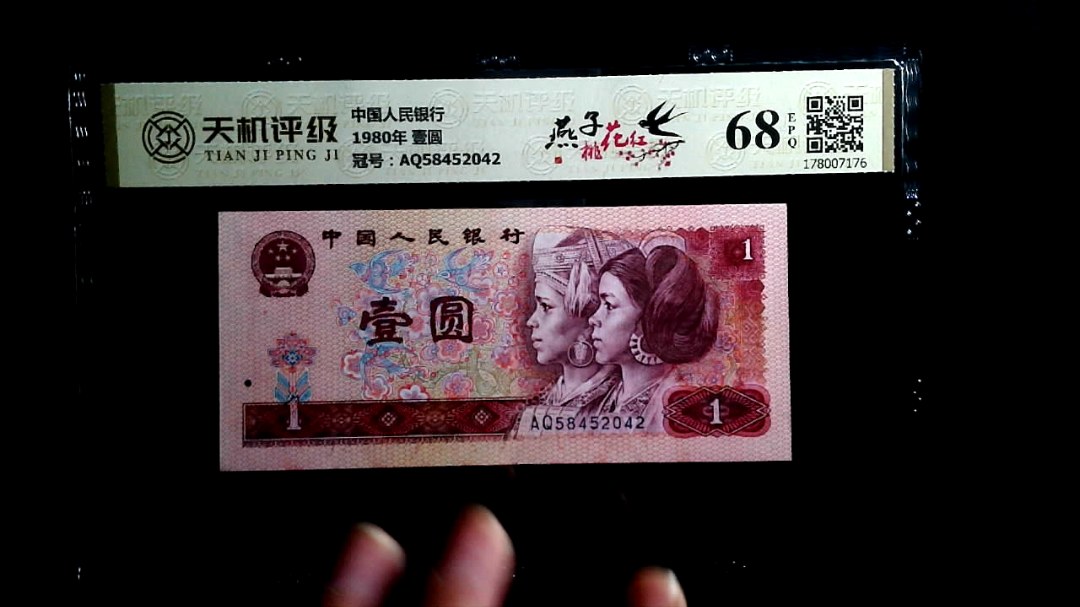 天机评级
TIAN JI PING JI
中国人民银行
1980年 壹圆
冠号：AQ58452042
燕子
桃花红
68
EPQ
178007176
中国人民银行
1
壹圆
1
AQ58452042
1